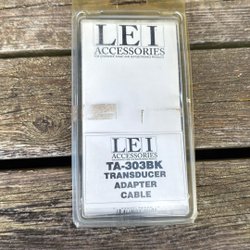 LEI
ACCESSORIES
LEI
ACCESSORIES
TA-303BK
TRANSDUCER
ADAPTER
CABLE